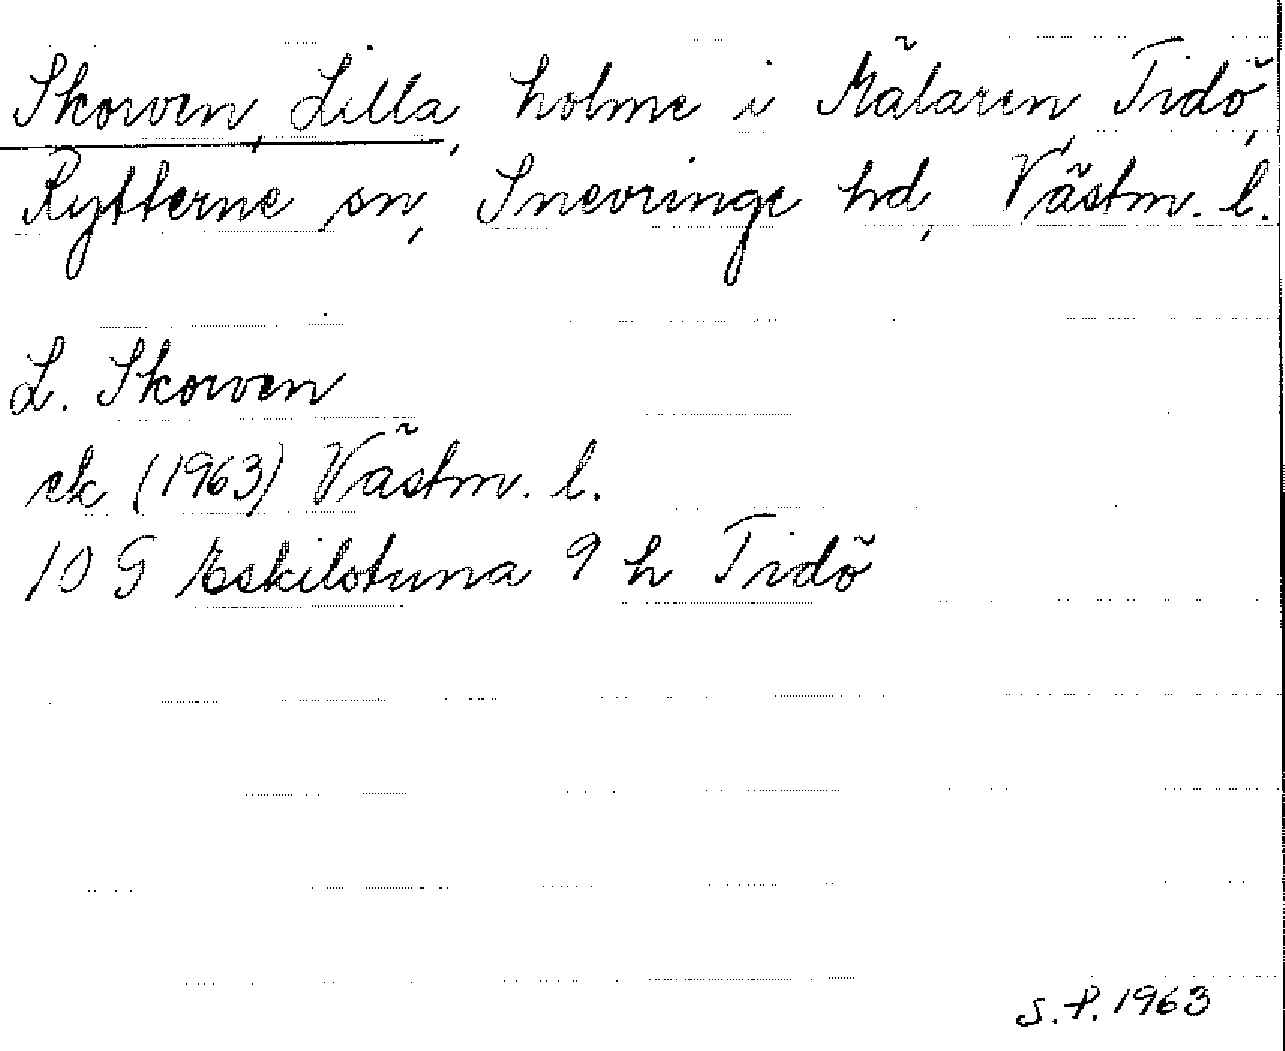 Skorven, Lilla, holme i Mälaren, Tidö,
Rytterne sn, Snevringe hd, Västm. l.
L. Skorven
ek (1963) Västm. l.
10 G Eskilstuna 9 h Tidö
S.P. 1963